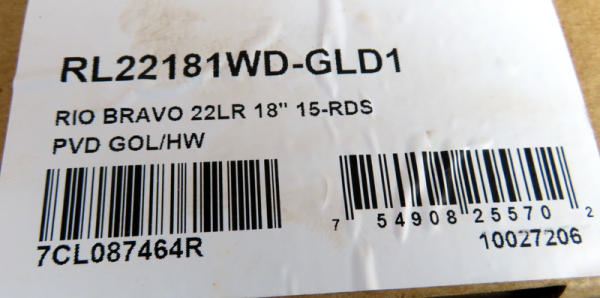 RL22181WD-GLD1
RIO BRAVO 22LR 18" 15-RDS
PVD GOL/HW
7CL087464R
7 54908 25570 2
10027206